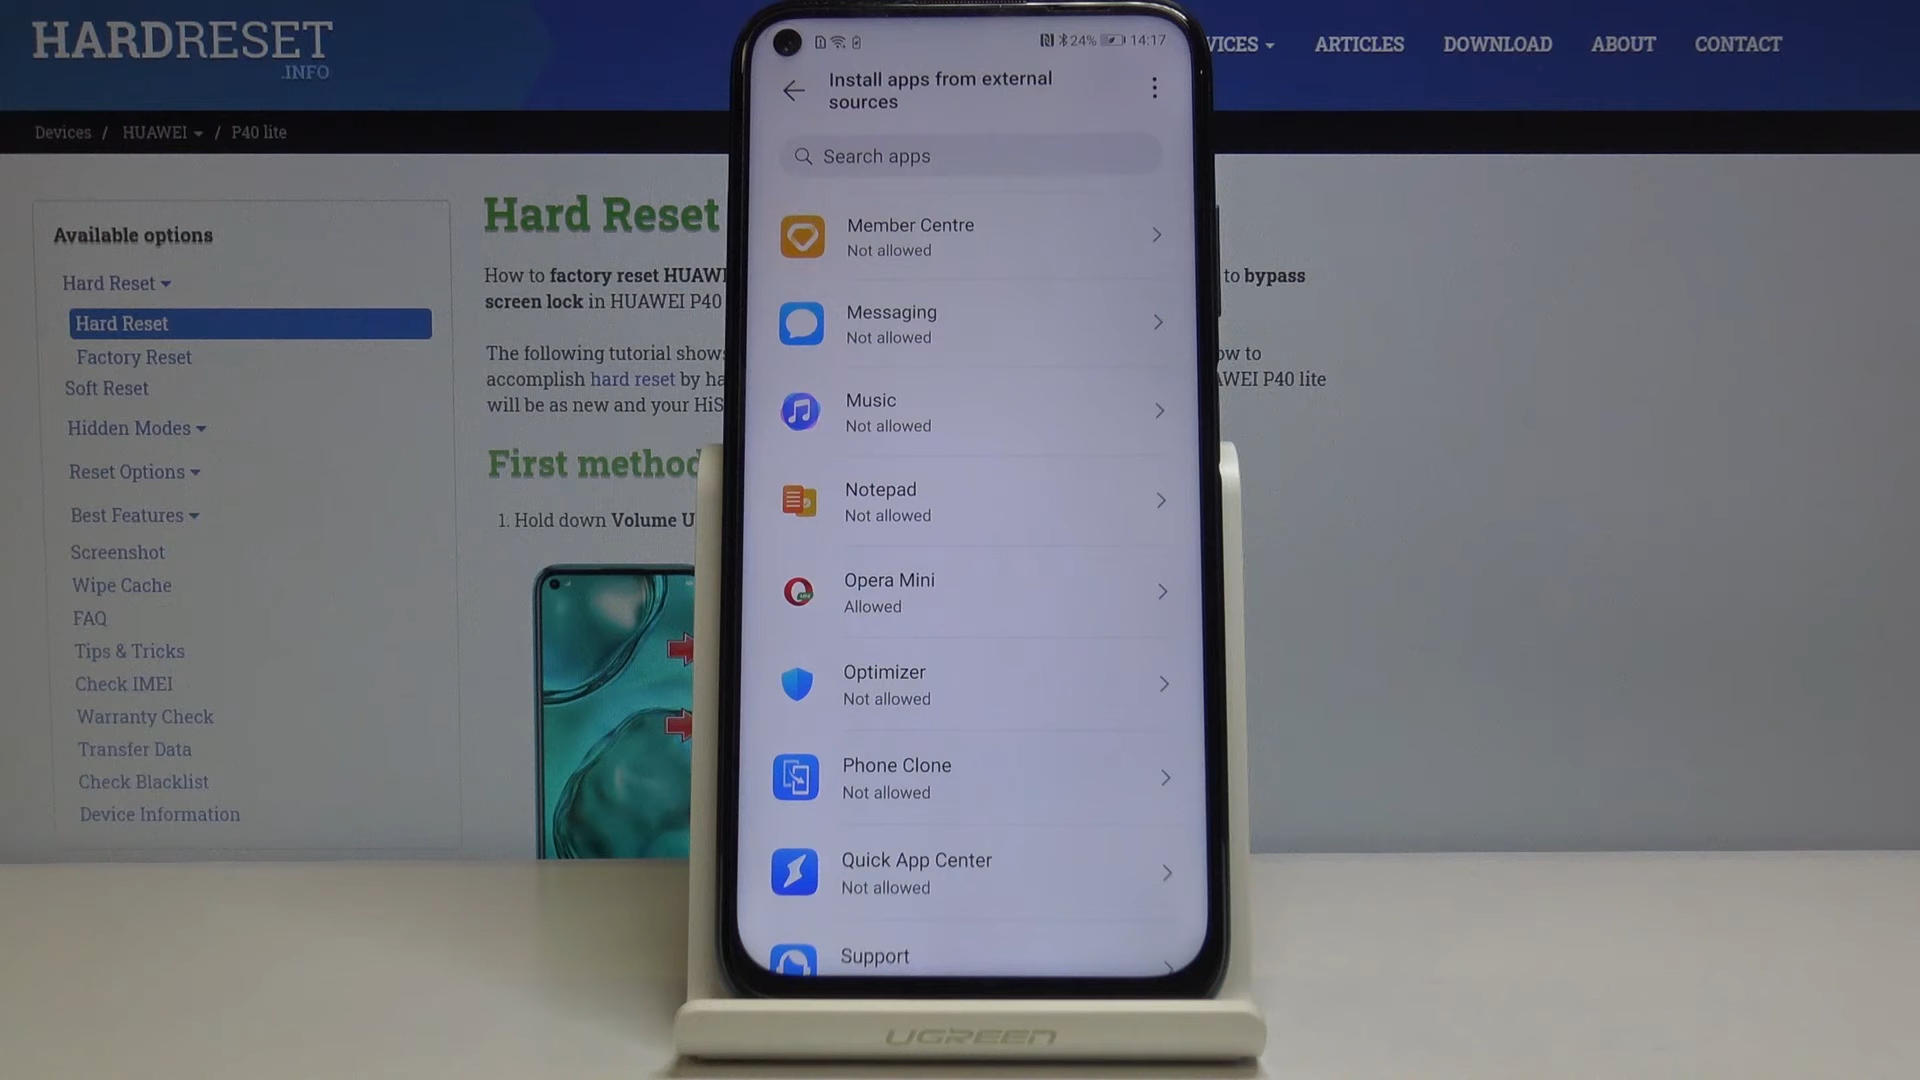 HARDRESET
.INFO
VICES
ARTICLES
DOWNLOAD
ABOUT
CONTACT
Devices / HUAWEI / P40 lite
Available options
Hard Reset
Hard Reset
Factory Reset
Soft Reset
Hidden Modes
Reset Options
Best Features
Screenshot
Wipe Cache
FAQ
Tips & Tricks
Check IMEI
Warranty Check
Transfer Data
Check Blacklist
Device Information
Hard Reset
How to factory reset HUAWE
to bypass
screen lock in HUAWEI P40
The following tutorial shows
ow to
accomplish hard reset by ha
AWEI P40 lite
will be as new and your HiS
First method
1. Hold down Volume U
24% 14:17
Install apps from external
sources
Search apps
Member Centre
Not allowed
Messaging
Not allowed
Music
Not allowed
Notepad
Not allowed
Opera Mini
Allowed
Optimizer
Not allowed
Phone Clone
Not allowed
Quick App Center
Not allowed
Support
UGREEN